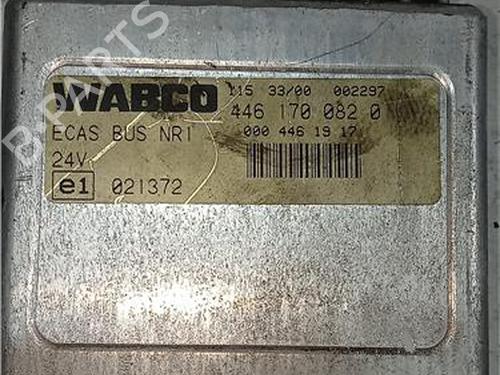 B-PARTS
WABCO
115 33/00 002297
446 170 082 0
ECAS BUS NR1
000 446 19 17
24V
e1 021372